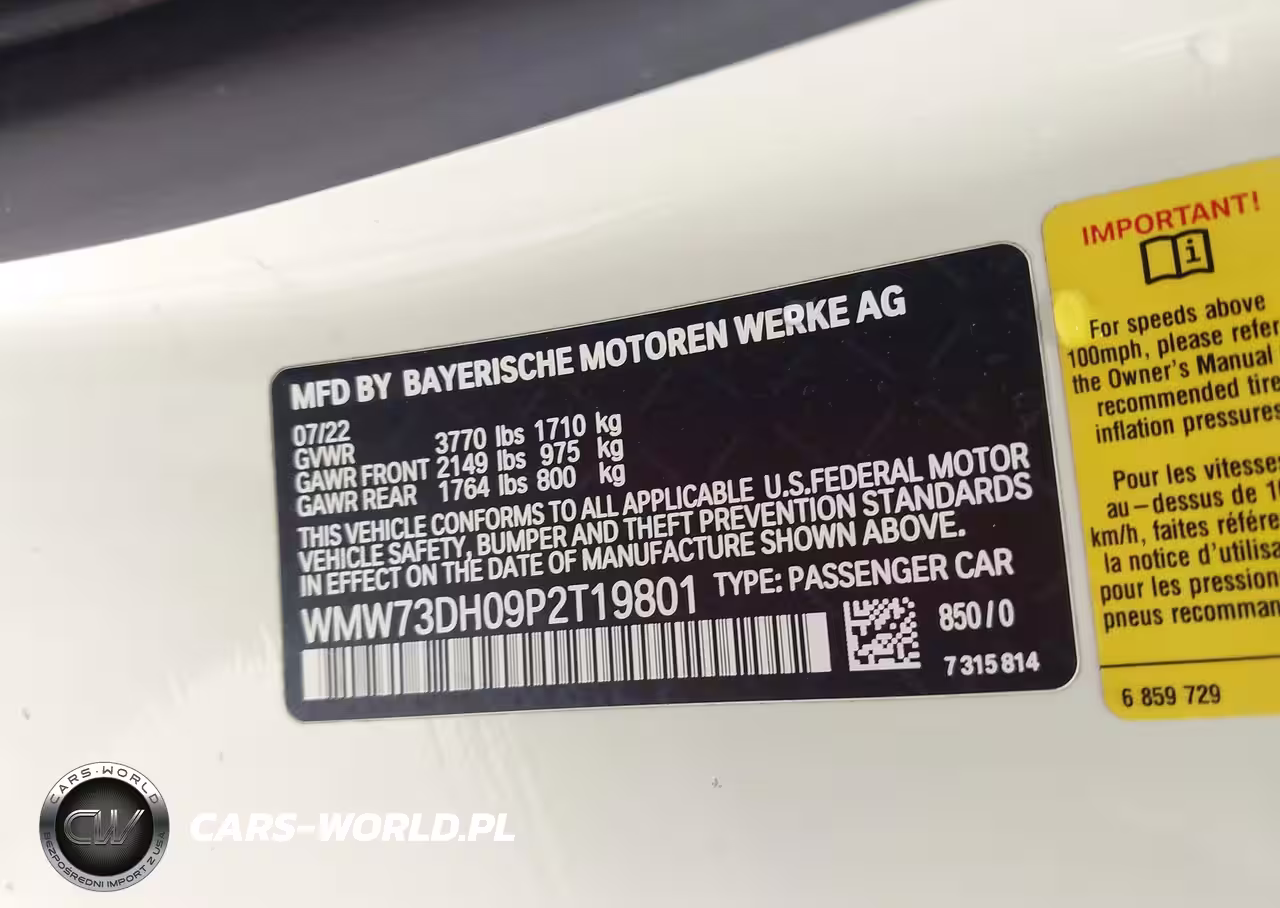 MFD BY BAYERISCHE MOTOREN WERKE AG
07/22
GVWR 3770 lbs 1710 kg
GAWR FRONT 2149 lbs 975 kg
GAWR REAR 1764 lbs 800 kg
THIS VEHICLE CONFORMS TO ALL APPLICABLE U.S.FEDERAL MOTOR
VEHICLE SAFETY, BUMPER AND THEFT PREVENTION STANDARDS
IN EFFECT ON THE DATE OF MANUFACTURE SHOWN ABOVE.
WMW73DH09P2T19801 TYPE: PASSENGER CAR
850/0
7 315 814
IMPORTANT!
For speeds above
100mph, please refer
the Owner's Manual
recommended tire
inflation pressures
Pour les vitesse
au-dessus de 1
km/h, faites référe
la notice d'utilisa
pour les pression
pneus recomman
6 859 729
CARS-WORLD
CW
BEZPOŚREDNI IMPORT Z USA
CARS-WORLD.PL